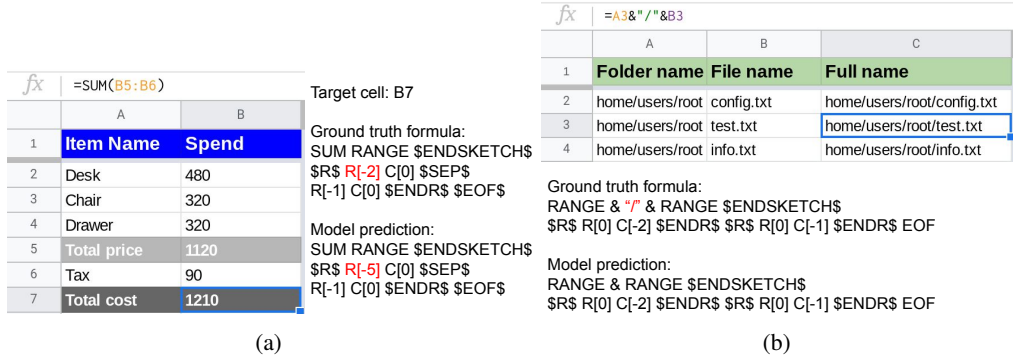 fx =SUM(B5:B6)
A B
1 Item Name Spend
2 Desk 480
3 Chair 320
4 Drawer 320
5 Total price 1120
6 Tax 90
7 Total cost 1210
Target cell: B7
Ground truth formula:
SUM RANGE $ENDSKETCH$
$R$ R[-2] C[0] $SEP$
R[-1] C[0] $ENDR$ $EOF$
Model prediction:
SUM RANGE $ENDSKETCH$
$R$ R[-5] C[0] $SEP$
R[-1] C[0] $ENDR$ $EOF$
(a)
fx =A3&"/"&B3
A B C
1 Folder name File name Full name
2 home/users/root config.txt home/users/root/config.txt
3 home/users/root test.txt home/users/root/test.txt
4 home/users/root info.txt home/users/root/info.txt
Ground truth formula:
RANGE & “/” & RANGE $ENDSKETCH$
$R$ R[0] C[-2] $ENDR$ $R$ R[0] C[-1] $ENDR$ EOF
Model prediction:
RANGE & RANGE $ENDSKETCH$
$R$ R[0] C[-2] $ENDR$ $R$ R[0] C[-1] $ENDR$ EOF
(b)